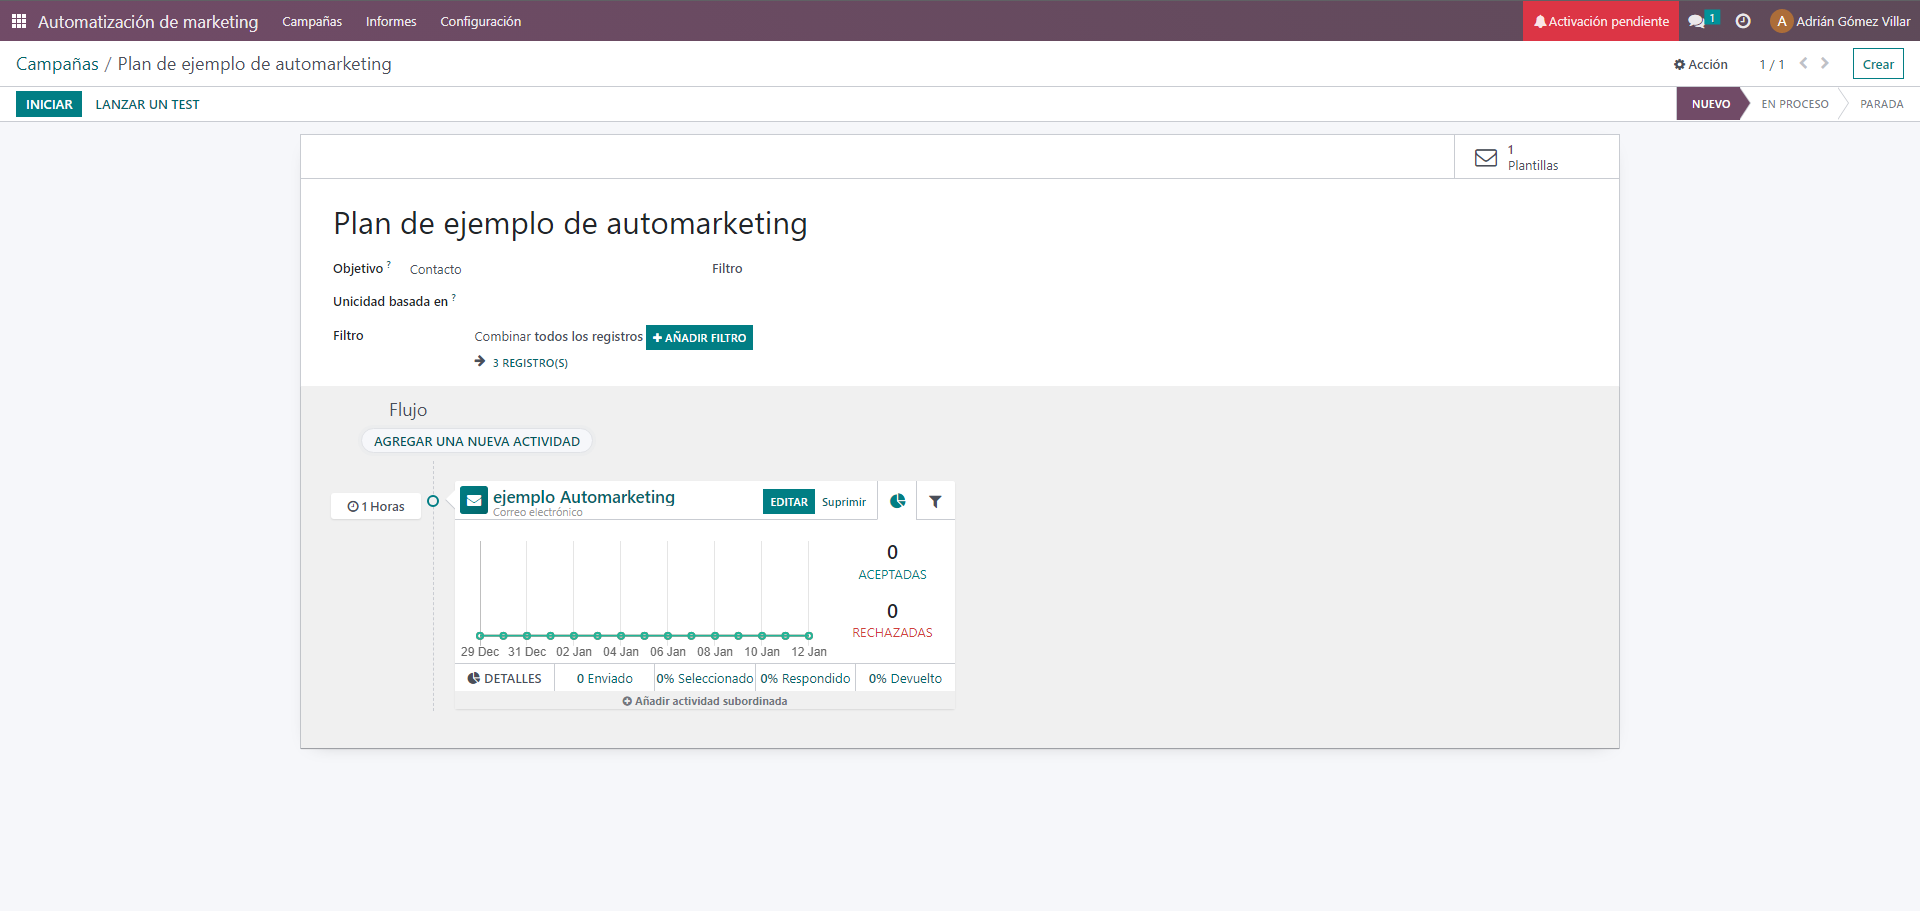 Automatización de marketing Campañas Informes Configuración Activación pendiente 1 A Adrián Gómez Villar
Campañas / Plan de ejemplo de automarketing Acción 1 / 1 Crear
INICIAR LANZAR UN TEST NUEVO EN PROCESO PARADA
1
Plantillas
Plan de ejemplo de automarketing
Objetivo ? Contacto Filtro
Unicidad basada en ?
Filtro Combinar todos los registros AÑADIR FILTRO
3 REGISTRO(S)
Flujo
AGREGAR UNA NUEVA ACTIVIDAD
1 Horas
ejemplo Automarketing EDITAR Suprimir
Correo electrónico
0
ACEPTADAS
0
RECHAZADAS
29 Dec 31 Dec 02 Jan 04 Jan 06 Jan 08 Jan 10 Jan 12 Jan
DETALLES 0 Enviado 0% Seleccionado 0% Respondido 0% Devuelto
Añadir actividad subordinada